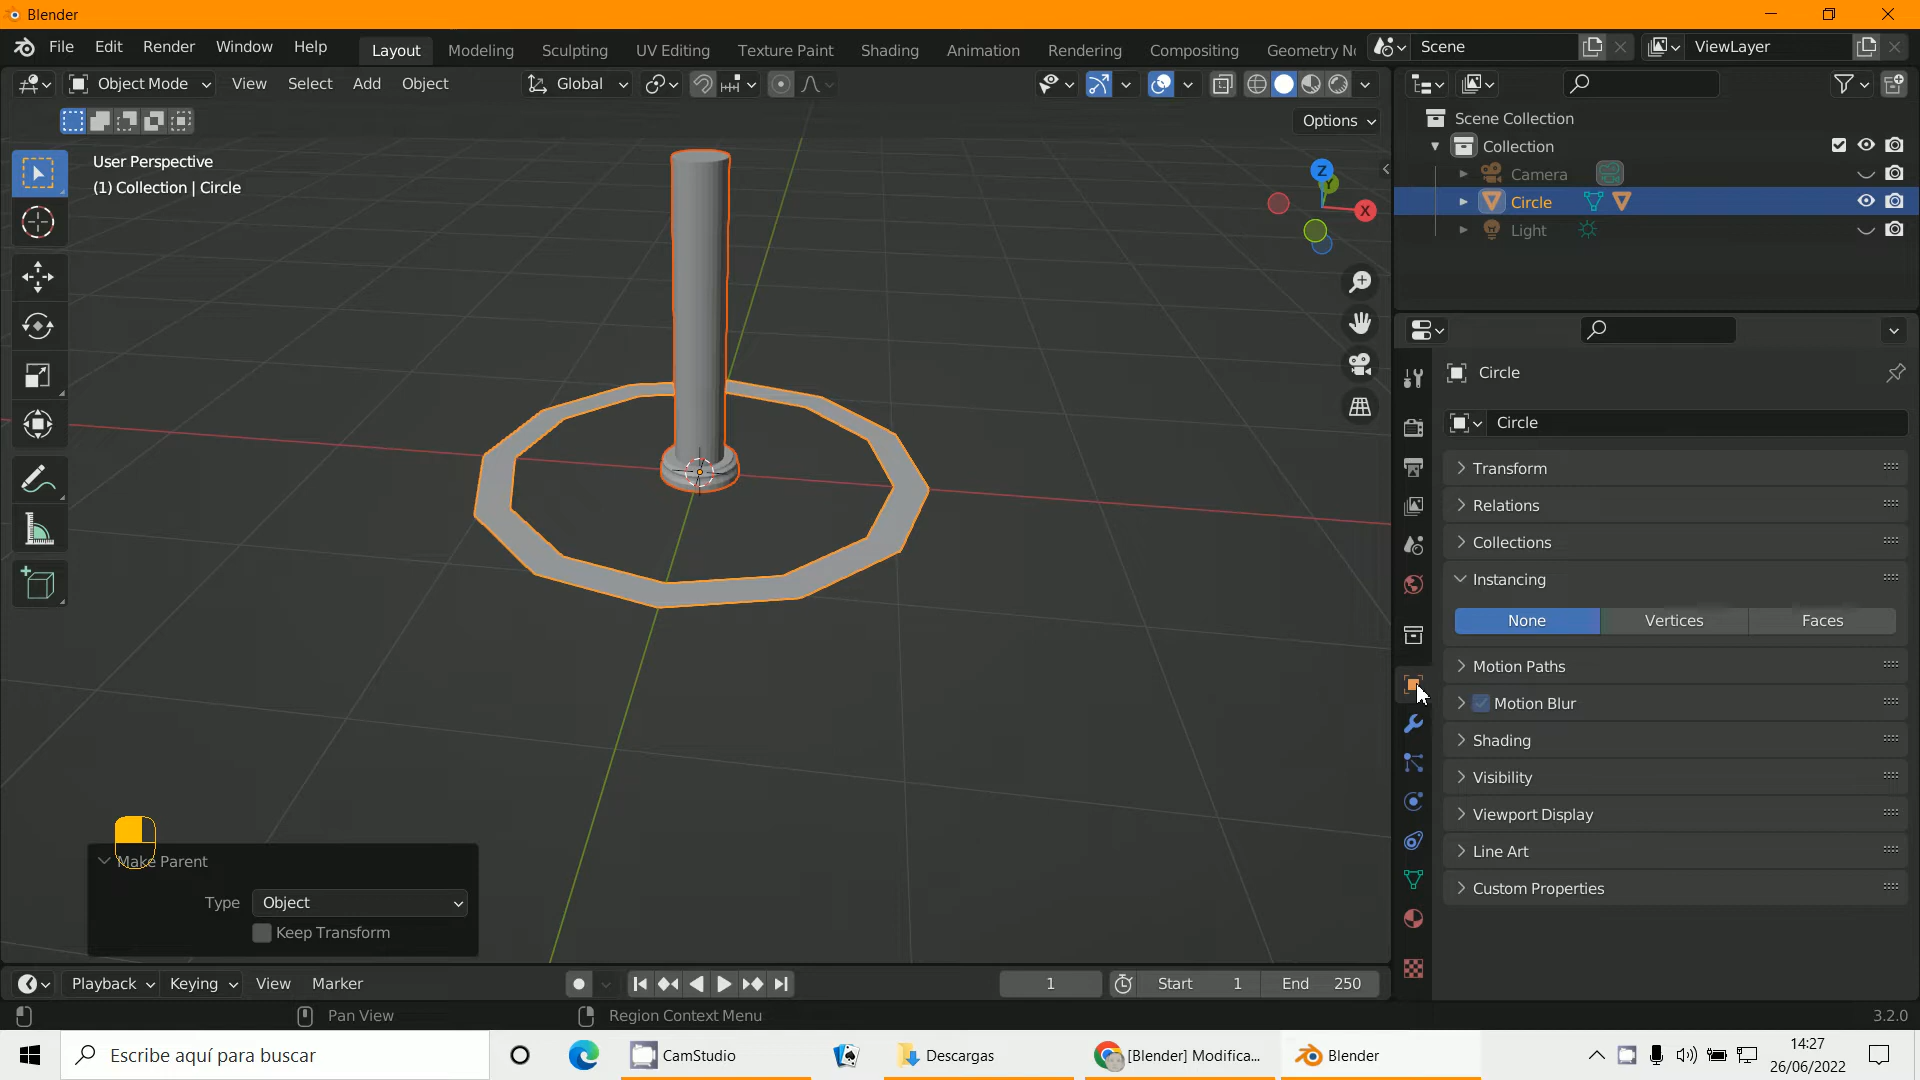 Blender
File Edit Render Window Help
Layout Modeling Sculpting UV Editing Texture Paint Shading Animation Rendering Compositing Geometry No
Scene
ViewLayer
Object Mode View Select Add Object
Global
Options
User Perspective
(1) Collection | Circle
Z
Y
X
Scene Collection
Collection
Camera
Circle
Light
Circle
Circle
Transform
Relations
Collections
Instancing
None Vertices Faces
Motion Paths
Motion Blur
Shading
Visibility
Viewport Display
Line Art
Custom Properties
Make Parent
Type Object
Keep Transform
Playback Keying View Marker
1
Start 1 End 250
Pan View
Region Context Menu
3.2.0
Escribe aquí para buscar
CamStudio
Descargas
[Blender] Modifica...
Blender
14:27
26/06/2022